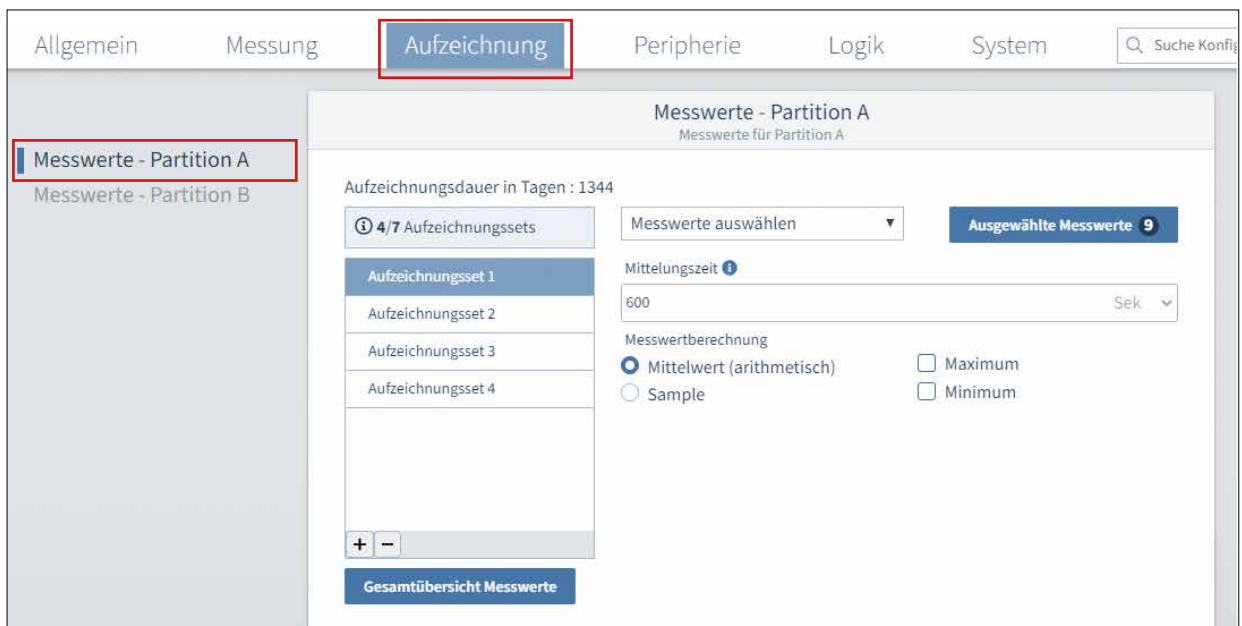 Allgemein Messung Aufzeichnung Peripherie Logik System Suche Konfig
Messwerte - Partition A
Messwerte - Partition B
Messwerte - Partition A
Messwerte für Partition A
Aufzeichnungsdauer in Tagen : 1344
4/7 Aufzeichnungssets
Aufzeichnungsset 1
Aufzeichnungsset 2
Aufzeichnungsset 3
Aufzeichnungsset 4
+ −
Gesamtübersicht Messwerte
Messwerte auswählen
Ausgewählte Messwerte 9
Mittelungszeit
600 Sek
Messwertberechnung
Mittelwert (arithmetisch)
Sample
Maximum
Minimum